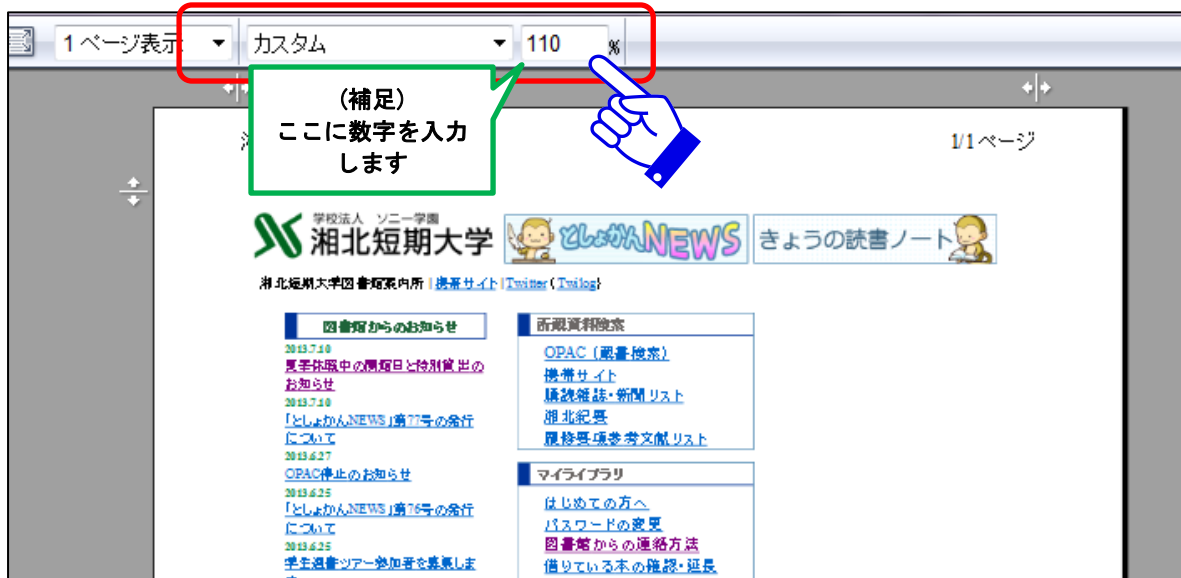 1 ページ表示
カスタム
110
%
(補足)
ここに数字を入力
します
1/1 ページ
学校法人 ソニー学園
湘北短期大学
としょかんNEWS
きょうの読書ノート
湘北短期大学図書館案内所 | 携帯サイト | Twitter (Twilog)
図書館からのお知らせ
2013.7.10
夏季休暇中の開館日と特別貸出の
お知らせ
2013.7.10
「としょかんNEWS」第77号の発行
について
2013.6.27
OPAC停止のお知らせ
2013.6.25
「としょかんNEWS」第76号の発行
について
2013.6.25
学生選書ツアー参加者を募集しま
所蔵資料検索
OPAC (蔵書検索)
携帯サイト
購読雑誌・新聞リスト
湘北紀要
履修要項参考文献リスト
マイライブラリ
はじめての方へ
パスワードの変更
図書館からの連絡方法
借りている本の確認・延長